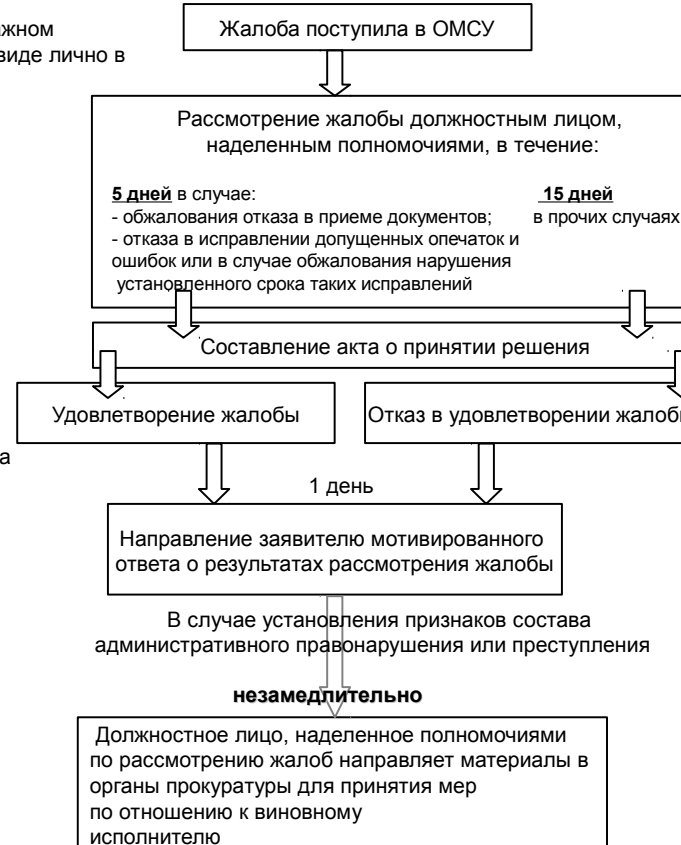 ажном
виде лично в
Жалоба поступила в ОМСУ
Рассмотрение жалобы должностным лицом,
наделенным полномочиями, в течение:
5 дней в случае:
- обжалования отказа в приеме документов;
- отказа в исправлении допущенных опечаток и
ошибок или в случае обжалования нарушения
установленного срока таких исправлений
15 дней
в прочих случаях
Составление акта о принятии решения
Удовлетворение жалобы
Отказ в удовлетворении жалобы
а
1 день
Направление заявителю мотивированного
ответа о результатах рассмотрения жалобы
В случае установления признаков состава
административного правонарушения или преступления
незамедлительно
Должностное лицо, наделенное полномочиями
по рассмотрению жалоб направляет материалы в
органы прокуратуры для принятия мер
по отношению к виновному
исполнителю